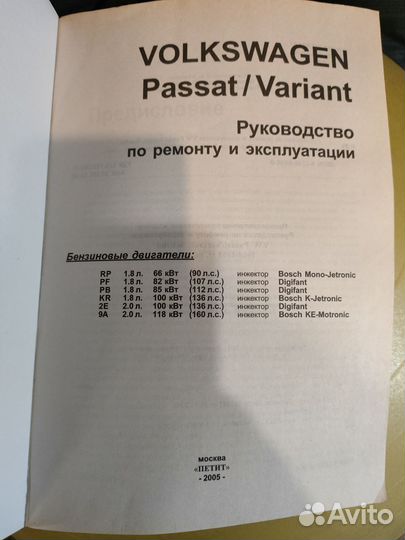 VOLKSWAGEN
Passat / Variant
Руководство
по ремонту и эксплуатации
Бензиновые двигатели:
RP 1.8 л. 66 кВт (90 л.с.) инжектор Bosch Mono-Jetronic
PF 1.8 л. 82 кВт (107 л.с.) инжектор Digifant
PB 1.8 л. 85 кВт (112 л.с.) инжектор Digifant
KR 1.8 л. 100 кВт (136 л.с.) инжектор Bosch K-Jetronic
2E 2.0 л. 100 кВт (136 л.с.) инжектор Digifant
9A 2.0 л. 118 кВт (160 л.с.) инжектор Bosch KE-Motronic
москва
«ПЕТИТ»
- 2005 -
Avito